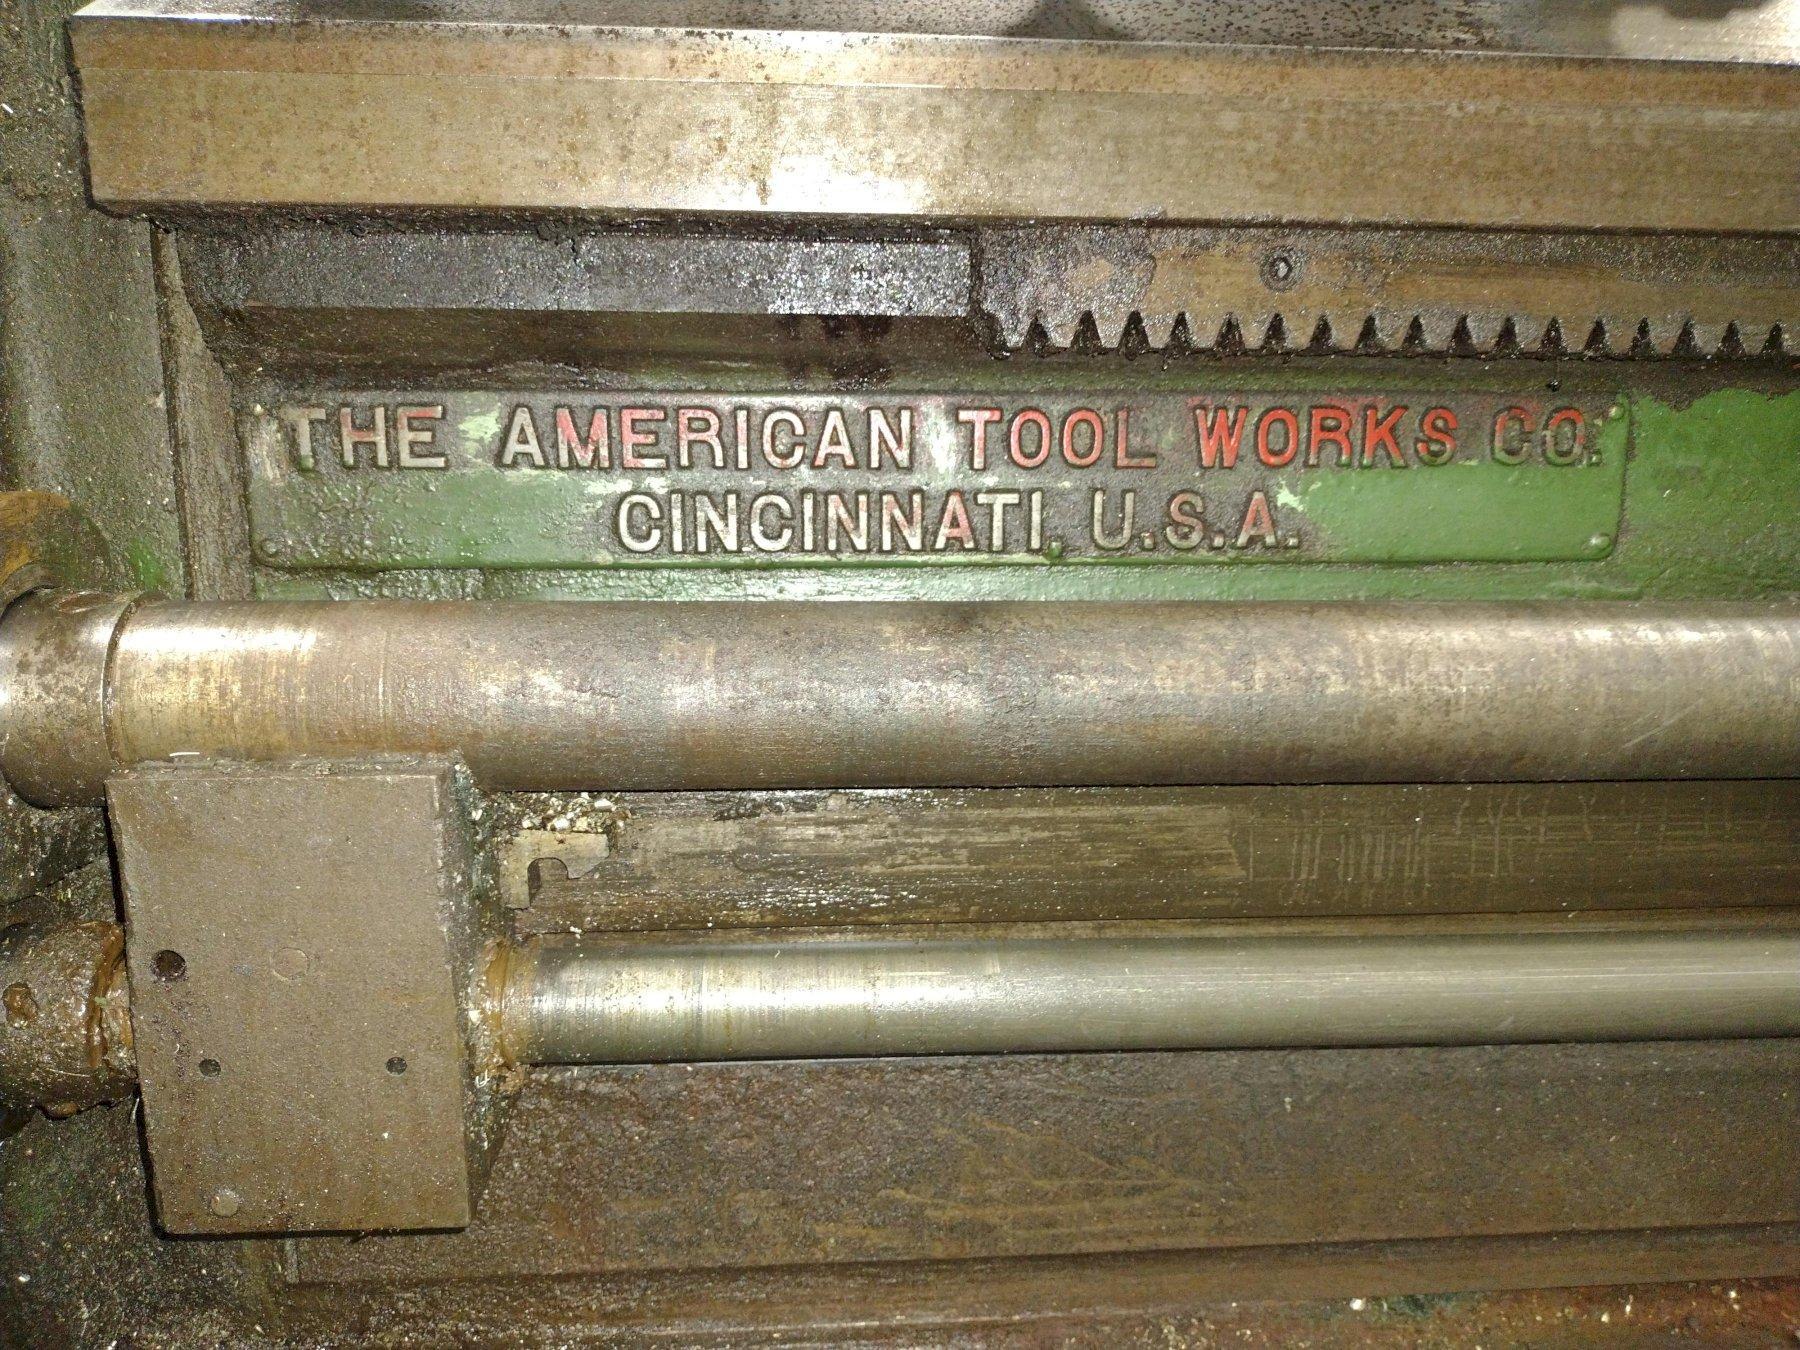 THE AMERICAN TOOL WORKS CO.
CINCINNATI, U.S.A.